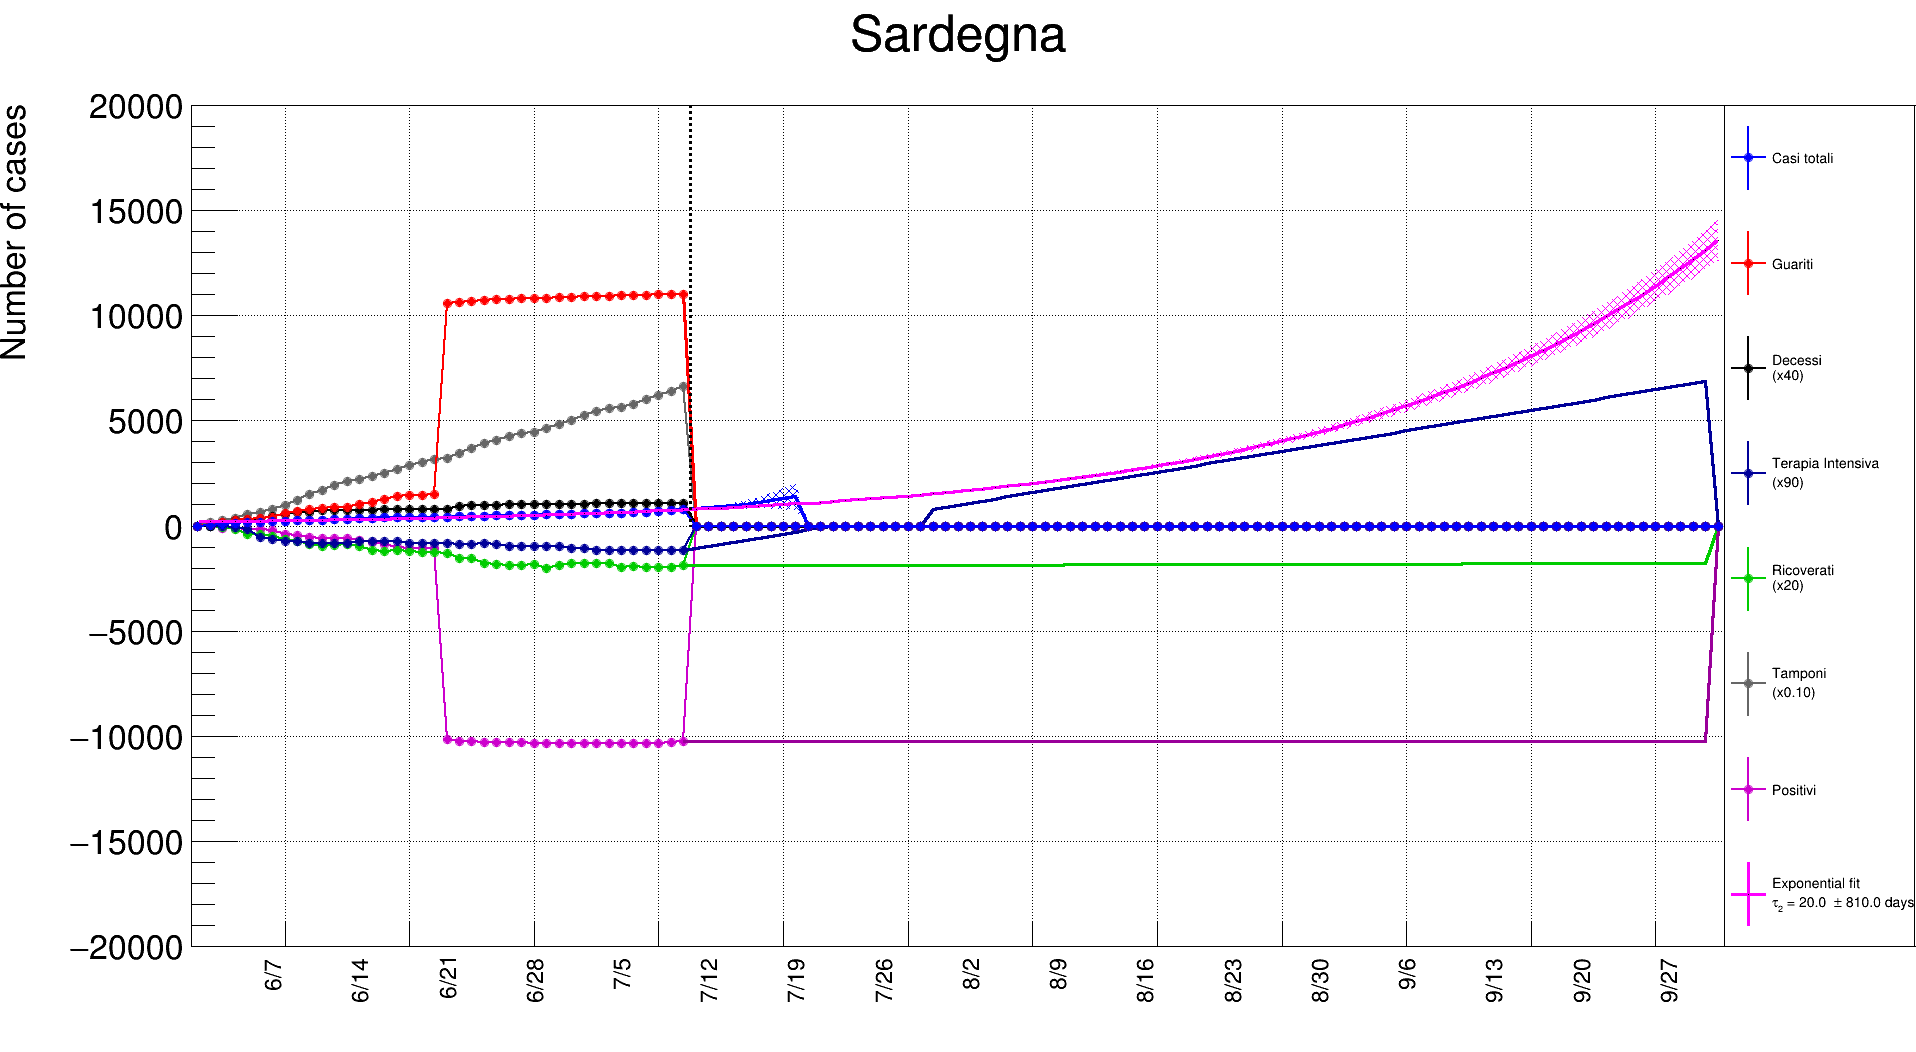 Sardegna
Number of cases
20000
15000
10000
5000
0
−5000
−10000
−15000
−20000
6/7
6/14
6/21
6/28
7/5
7/12
7/19
7/26
8/2
8/9
8/16
8/23
8/30
9/6
9/13
9/20
9/27
Casi totali
Guariti
Decessi
(x40)
Terapia Intensiva
(x90)
Ricoverati
(x20)
Tamponi
(x0.10)
Positivi
Exponential fit
τ2 = 20.0 ± 810.0 days